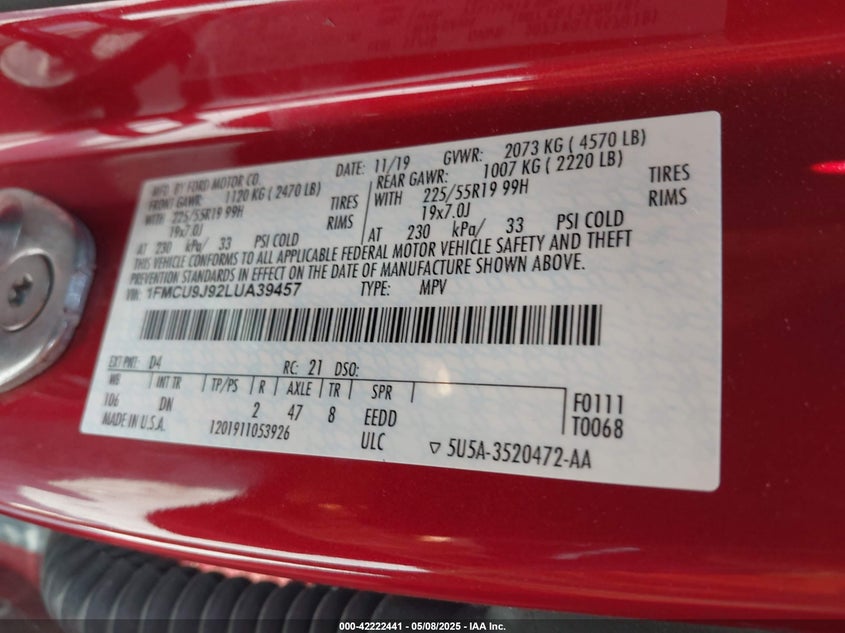 MFD. BY FORD MOTOR CO.
DATE: 11/19 GVWR: 2073 KG ( 4570 LB)
FRONT GAWR: 1120 KG ( 2470 LB)
REAR GAWR: 1007 KG ( 2220 LB)
WITH 225/55R19 99H TIRES
WITH 225/55R19 99H TIRES
19x7.0J RIMS
19x7.0J RIMS
AT 230 kPa/ 33 PSI COLD
AT 230 kPa/ 33 PSI COLD
THIS VEHICLE CONFORMS TO ALL APPLICABLE FEDERAL MOTOR VEHICLE SAFETY AND THEFT
PREVENTION STANDARDS IN EFFECT ON THE DATE OF MANUFACTURE SHOWN ABOVE.
VIN: 1FMCU9J92LUA39457 TYPE: MPV
EXT PNT: D4 RC: 21 DSO:
WB INT TR TP/PS R AXLE TR SPR
106 DN 2 47 8 EEDD
F0111
T0068
MADE IN U.S.A. 1201911053926 ULC
▽ 5U5A-3520472-AA
000-42222441 - 05/08/2025 - IAA Inc.